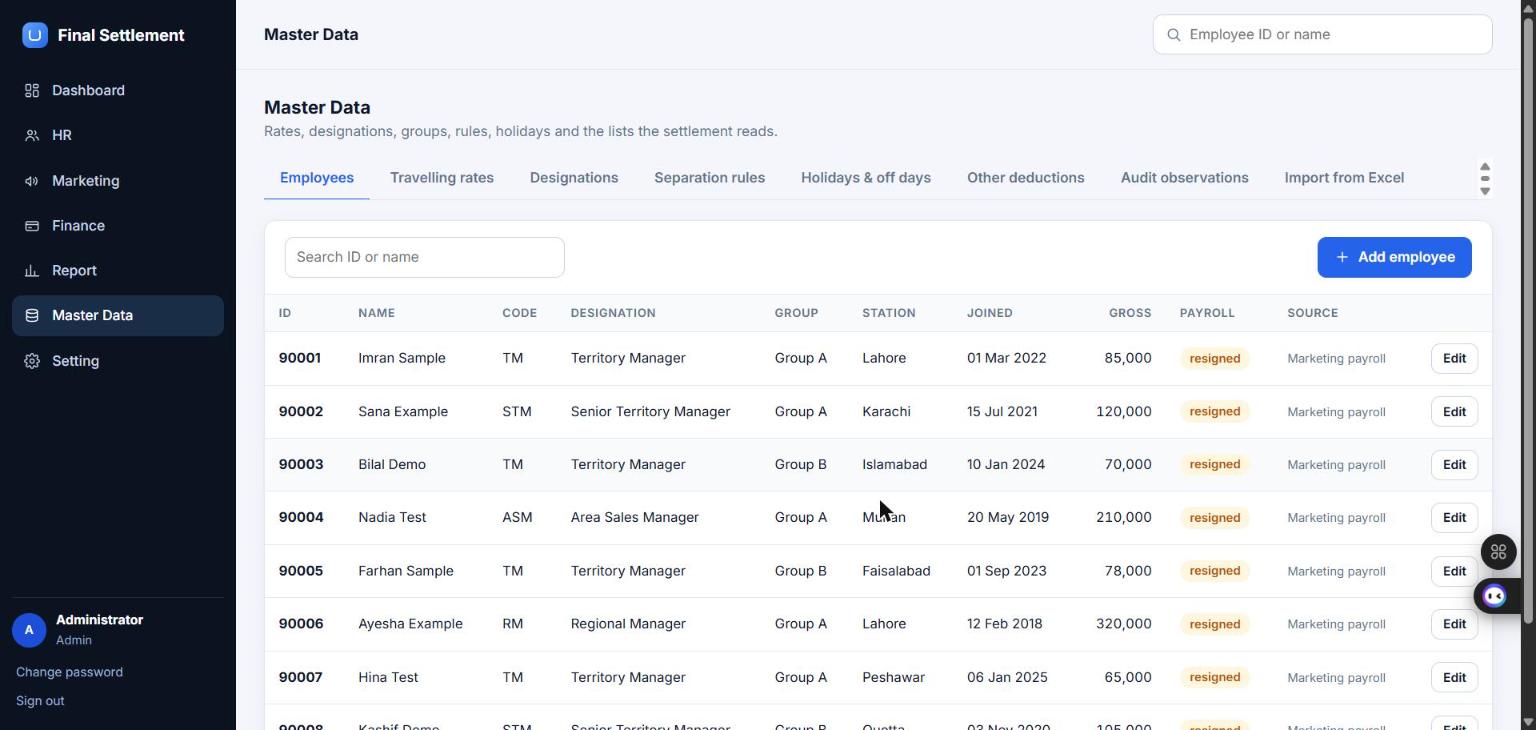 Final Settlement
Dashboard
HR
Marketing
Finance
Report
Master Data
Setting
A
Administrator
Admin
Change password
Sign out
Master Data
Employee ID or name
Master Data
Rates, designations, groups, rules, holidays and the lists the settlement reads.
Employees Travelling rates Designations Separation rules Holidays & off days Other deductions Audit observations Import from Excel
Search ID or name
+ Add employee
ID NAME CODE DESIGNATION GROUP STATION JOINED GROSS PAYROLL SOURCE
90001 Imran Sample TM Territory Manager Group A Lahore 01 Mar 2022 85,000 resigned Marketing payroll Edit
90002 Sana Example STM Senior Territory Manager Group A Karachi 15 Jul 2021 120,000 resigned Marketing payroll Edit
90003 Bilal Demo TM Territory Manager Group B Islamabad 10 Jan 2024 70,000 resigned Marketing payroll Edit
90004 Nadia Test ASM Area Sales Manager Group A 20 May 2019 210,000 resigned Marketing payroll Edit
90005 Farhan Sample TM Territory Manager Group B Faisalabad 01 Sep 2023 78,000 resigned Marketing payroll Edit
90006 Ayesha Example RM Regional Manager Group A Lahore 12 Feb 2018 320,000 resigned Marketing payroll Edit
90007 Hina Test TM Territory Manager Group A Peshawar 06 Jan 2025 65,000 resigned Marketing payroll Edit